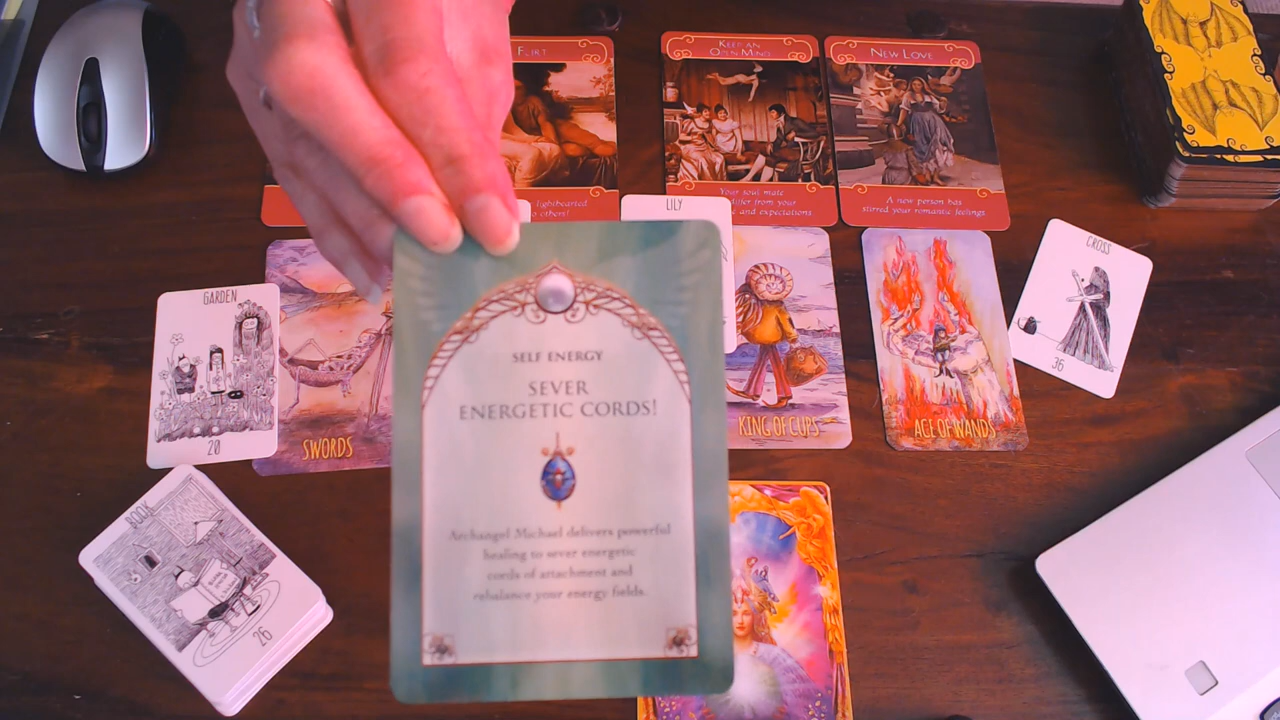 FLIRT
KEEP AN
OPEN MIND
NEW LOVE
lighthearted
others!
Your soul mate
differ from your
and expectations
A new person has
stirred your romantic feelings
LILY
GARDEN
20
SWORDS
KING OF CUPS
ACE OF WANDS
CROSS
36
SELF ENERGY
SEVER
ENERGETIC CORDS!
Archangel Michael delivers powerful
healing to sever energetic
cords of attachment and
rebalance your energy fields.
BOOK
26